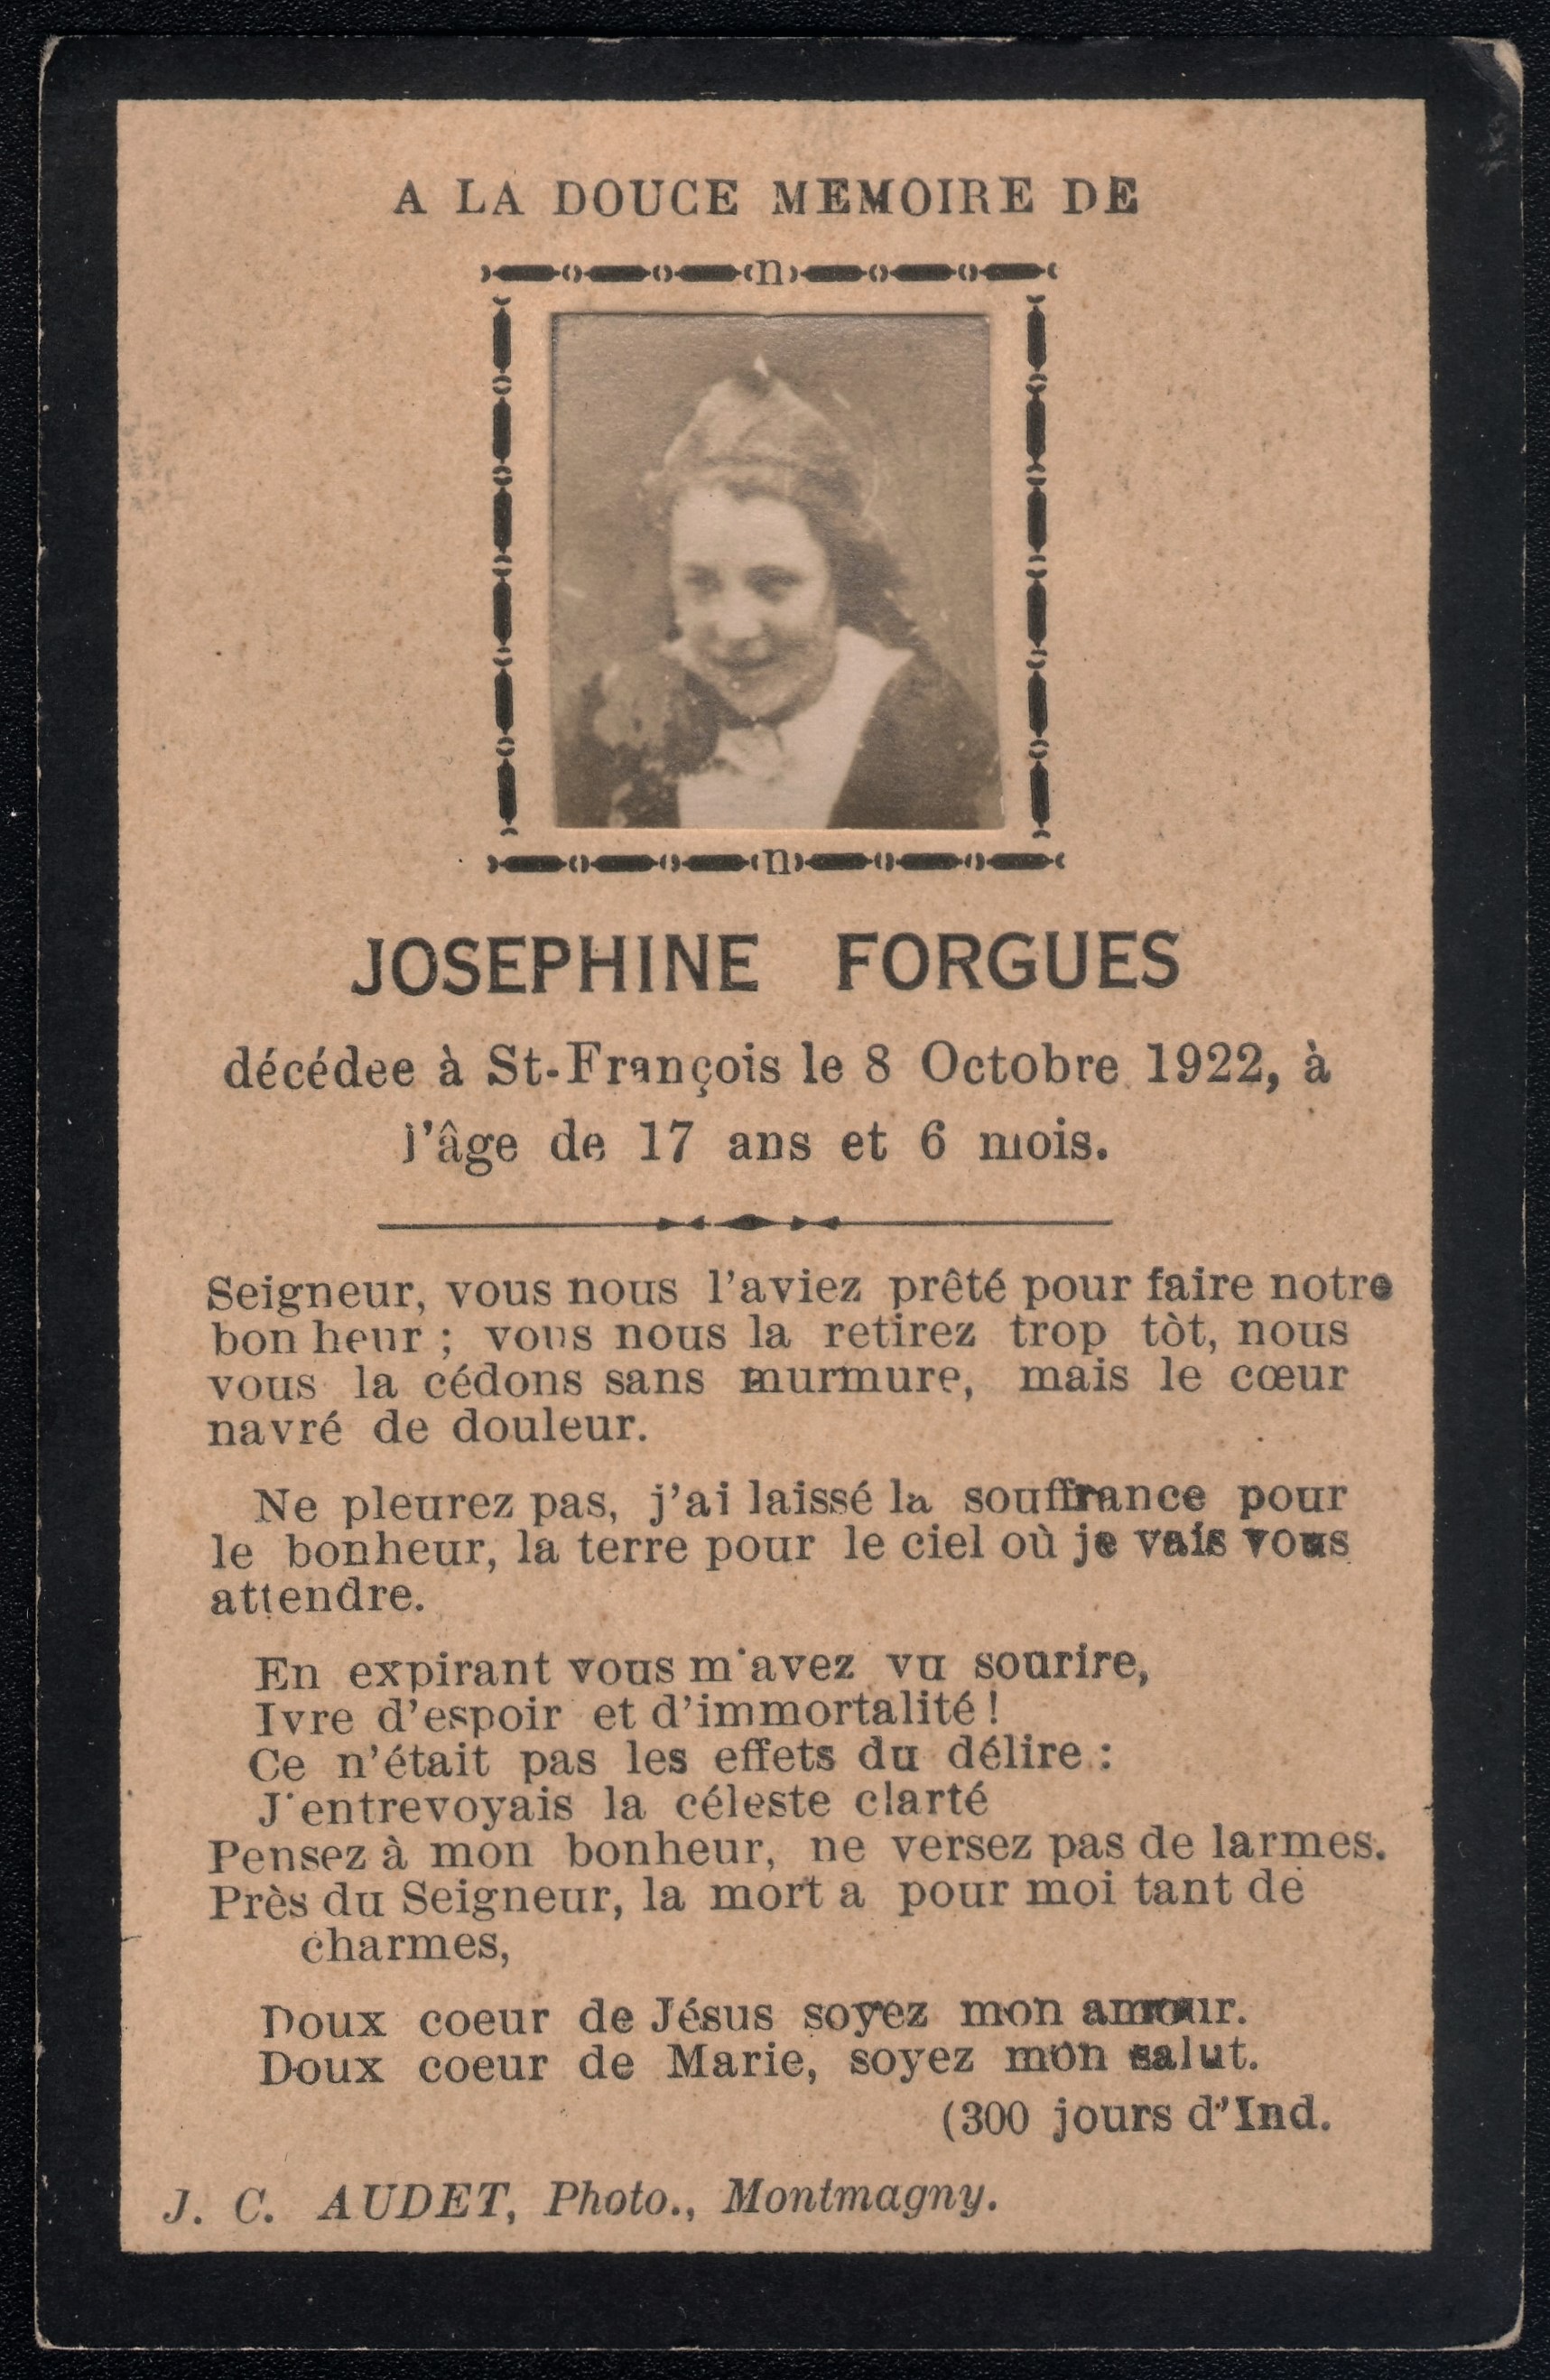 A LA DOUCE MEMOIRE DE
n
n
JOSEPHINE FORGUES
décédee à St-François le 8 Octobre 1922, à
l'âge de 17 ans et 6 mois.
Seigneur, vous nous l'aviez prêté pour faire notre
bon heur ; vous nous la retirez trop tòt, nous
vous la cédons sans murmure, mais le cœur
navré de douleur.
Ne pleurez pas, j'ai laissé la souffrance pour
le bonheur, la terre pour le ciel où je vais vous
attendre.
En expirant vous m'avez vu sourire,
Ivre d'espoir et d'immortalité !
Ce n'était pas les effets du délire :
J'entrevoyais la céleste clarté
Pensez à mon bonheur, ne versez pas de larmes.
Près du Seigneur, la mort a pour moi tant de
charmes,
Doux coeur de Jésus soyez mon amour.
Doux coeur de Marie, soyez mon salut.
(300 jours d'Ind.
J. C. AUDET, Photo., Montmagny.